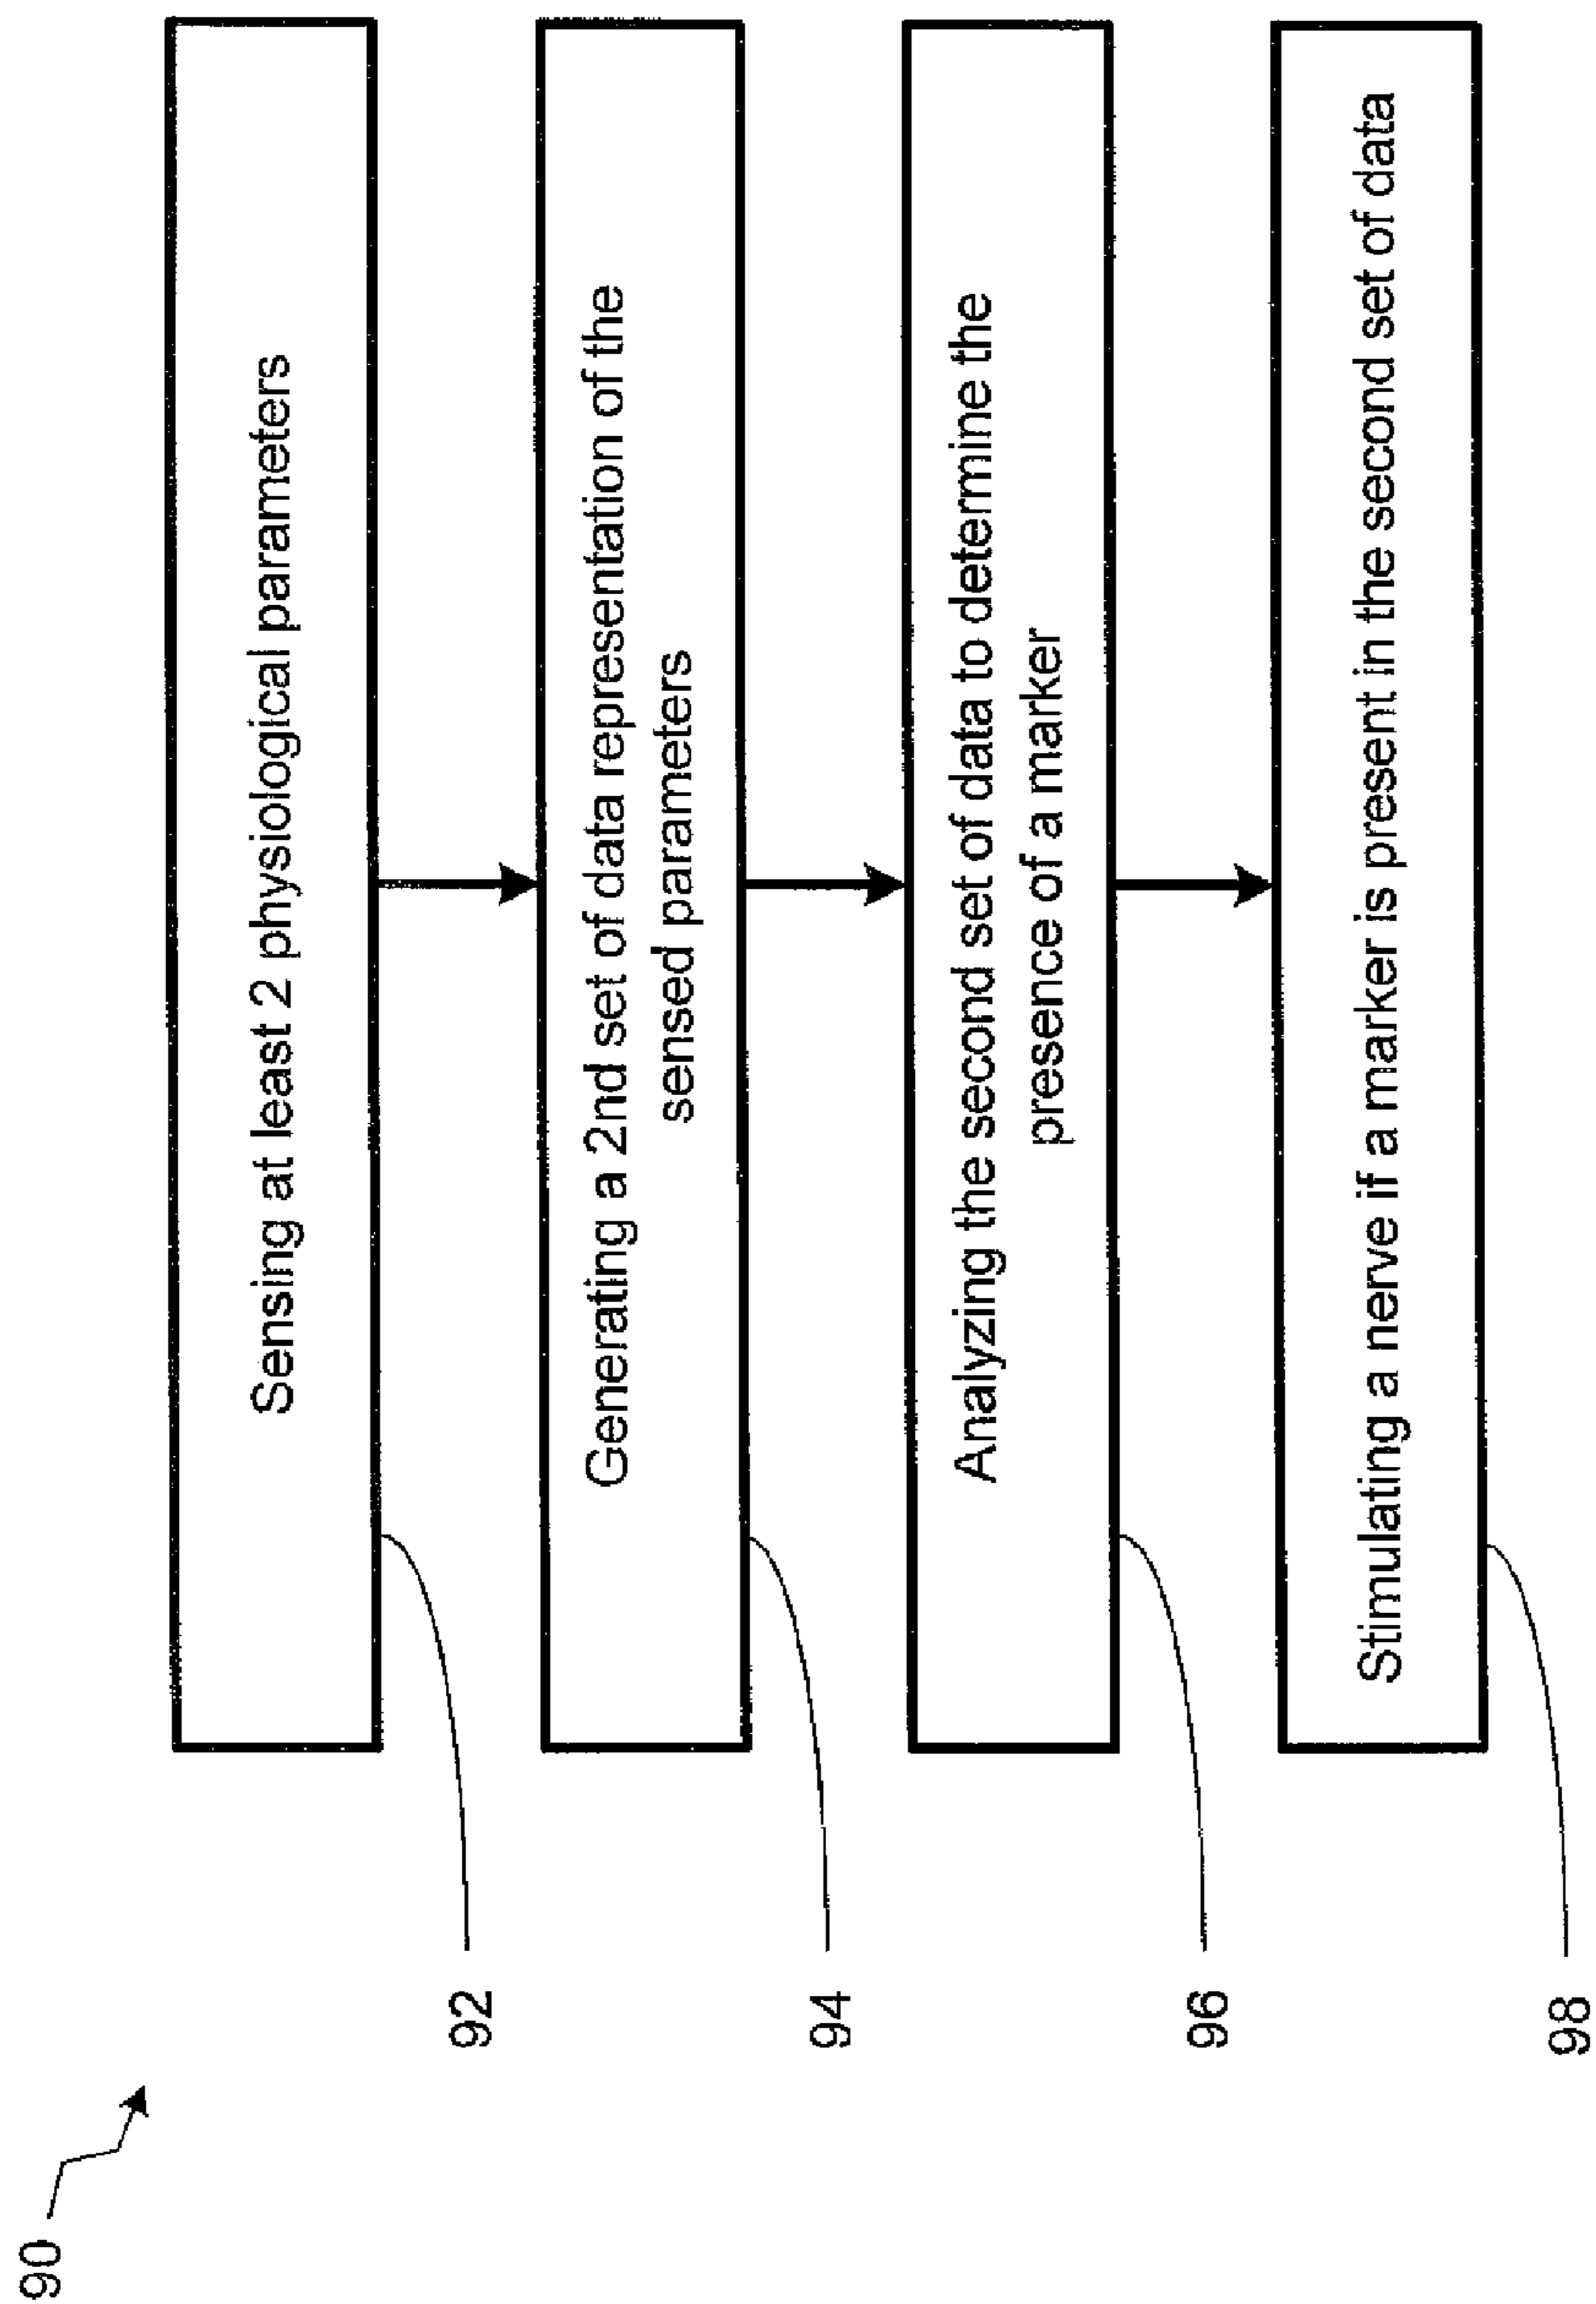 90
92
Sensing at least 2 physiological parameters
94
Generating a 2nd set of data representation of the
sensed parameters
96
Analyzing the second set of data to determine the
presence of a marker
98
Stimulating a nerve if a marker is present in the second set of data